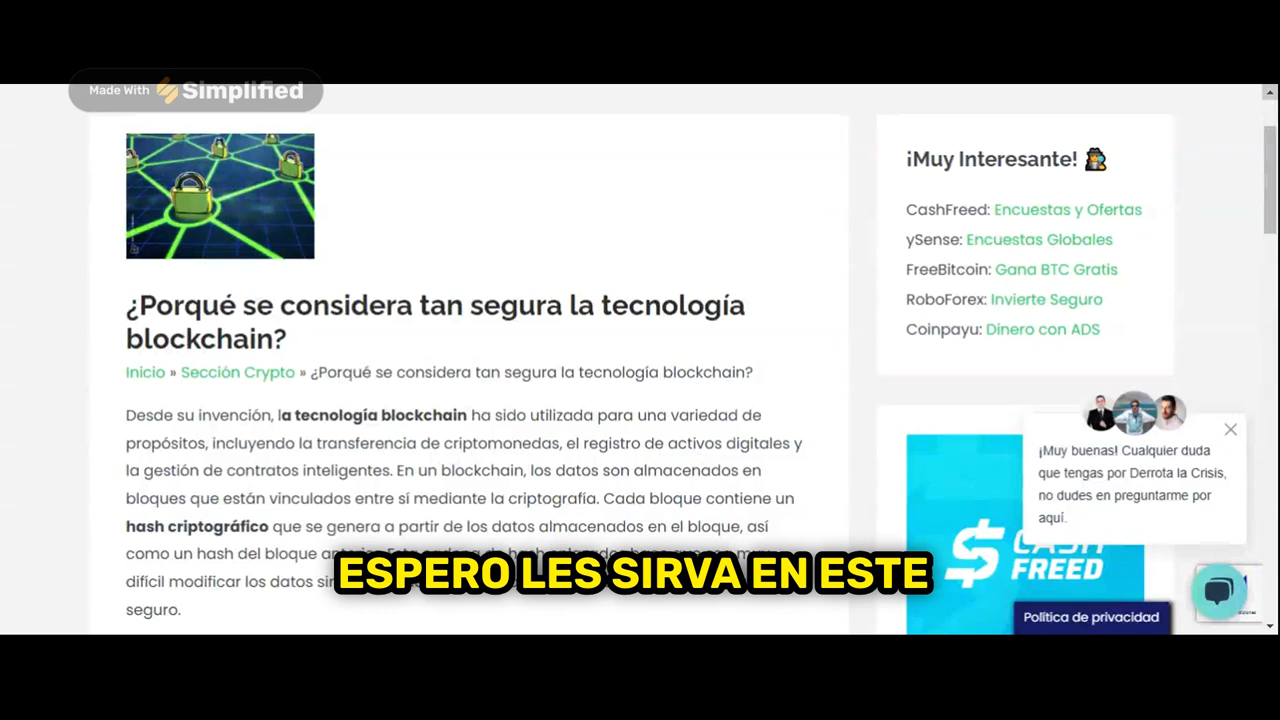 Made With Simplified
¿Porqué se considera tan segura la tecnología
blockchain?
Inicio » Sección Crypto » ¿Porqué se considera tan segura la tecnología blockchain?
Desde su invención, la tecnología blockchain ha sido utilizada para una variedad de
propósitos, incluyendo la transferencia de criptomonedas, el registro de activos digitales y
la gestión de contratos inteligentes. En un blockchain, los datos son almacenados en
bloques que están vinculados entre sí mediante la criptografía. Cada bloque contiene un
hash criptográfico que se genera a partir de los datos almacenados en el bloque, así
como un hash del bloque
difícil modificar los datos
seguro.
ESPERO LES SIRVA EN ESTE
¡Muy Interesante!
CashFreed: Encuestas y Ofertas
ySense: Encuestas Globales
FreeBitcoin: Gana BTC Gratis
RoboForex: Invierte Seguro
Coinpayu: Dinero con ADS
¡Muy buenas! Cualquier duda
que tengas por Derrota la Crisis,
no dudes en preguntarme por
aquí.
CASH
FREED
Política de privacidad